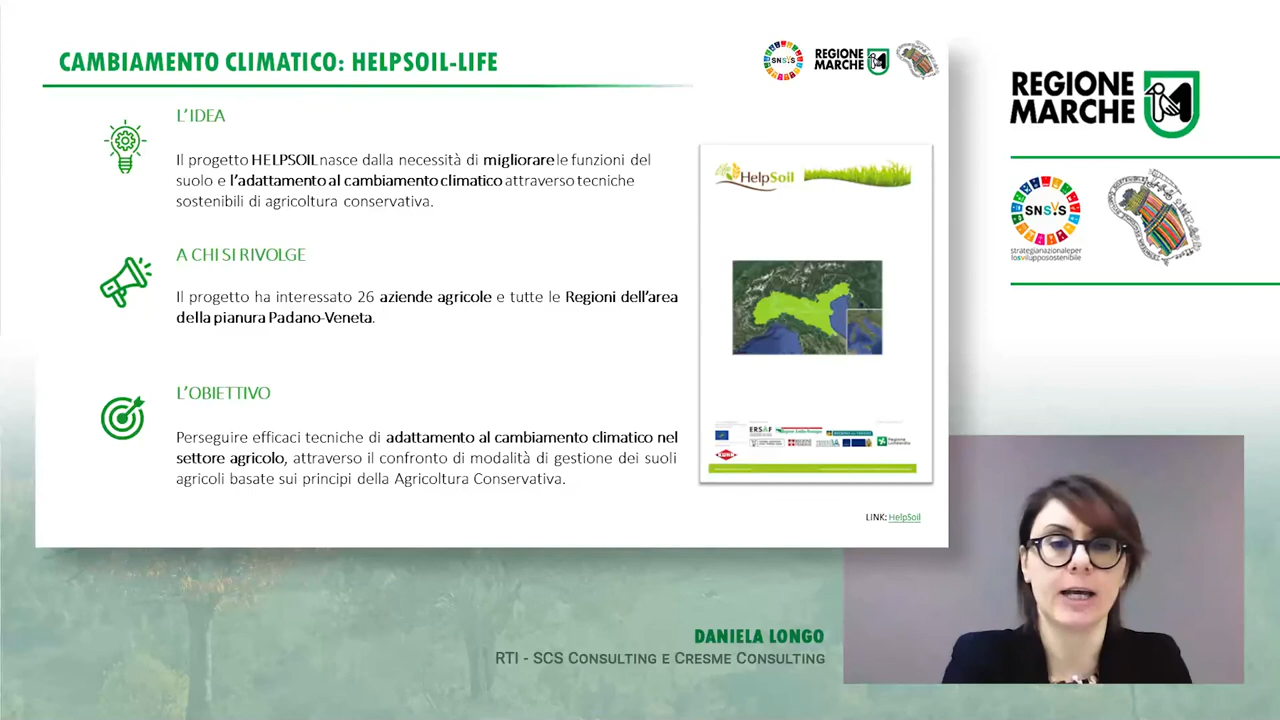 CAMBIAMENTO CLIMATICO: HELPSOIL-LIFE
SNSVS
REGIONE
MARCHE
L'IDEA
Il progetto HELPSOIL nasce dalla necessità di migliorare le funzioni del
suolo e l'adattamento al cambiamento climatico attraverso tecniche
sostenibili di agricoltura conservativa.
A CHI SI RIVOLGE
Il progetto ha interessato 26 aziende agricole e tutte le Regioni dell'area
della pianura Padano-Veneta.
L'OBIETTIVO
Perseguire efficaci tecniche di adattamento al cambiamento climatico nel
settore agricolo, attraverso il confronto di modalità di gestione dei suoli
agricoli basate sui principi della Agricoltura Conservativa.
HelpSoil
ERSAF
Regione
Lombardia
LINK: HelpSoil
REGIONE
MARCHE
SNSVS
strategianazionaleper
losvilupposostenibile
DANIELA LONGO
RTI - SCS CONSULTING E CRESME CONSULTING